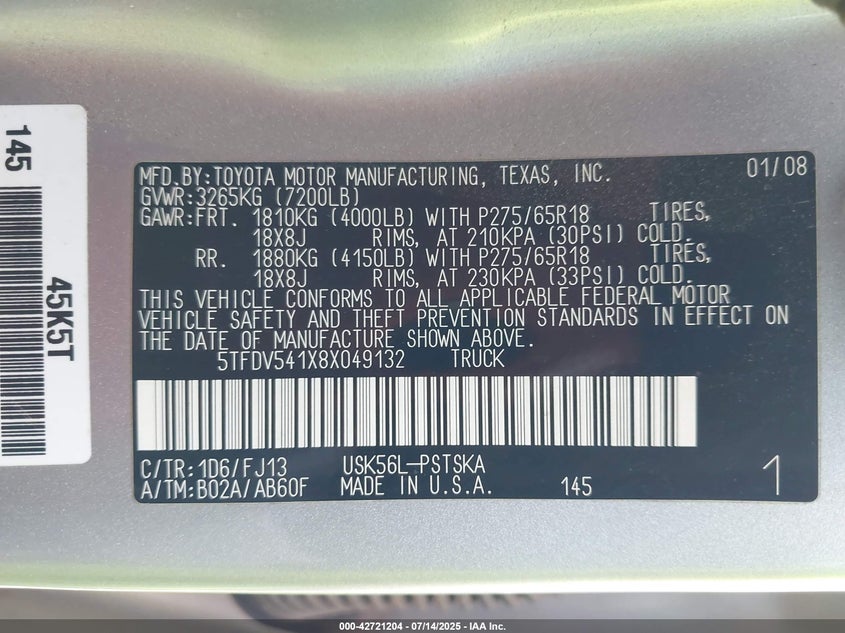 145
45K5T
MFD.BY:TOYOTA MOTOR MANUFACTURING, TEXAS, INC. 01/08
GVWR:3265KG (7200LB)
GAWR:FRT. 1810KG (4000LB) WITH P275/65R18 TIRES,
18X8J RIMS, AT 210KPA (30PSI) COLD.
RR. 1880KG (4150LB) WITH P275/65R18 TIRES,
18X8J RIMS, AT 230KPA (33PSI) COLD.
THIS VEHICLE CONFORMS TO ALL APPLICABLE FEDERAL MOTOR
VEHICLE SAFETY AND THEFT PREVENTION STANDARDS IN EFFECT ON
THE DATE OF MANUFACTURE SHOWN ABOVE.
5TFDV541X8X049132 TRUCK
C/TR:1D6/FJ13 USK56L-PSTSKA
A/TM:B02A/AB60F MADE IN U.S.A. 145 1
000-42721204 - 07/14/2025 - IAA Inc.